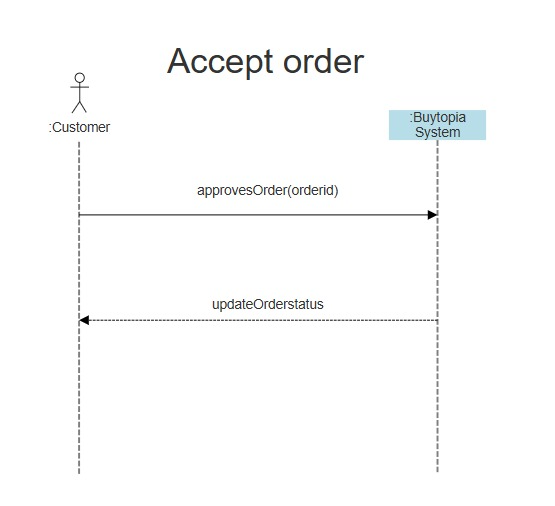 Accept order
:Customer
:Buytopia
System
approvesOrder(orderid)
updateOrderstatus